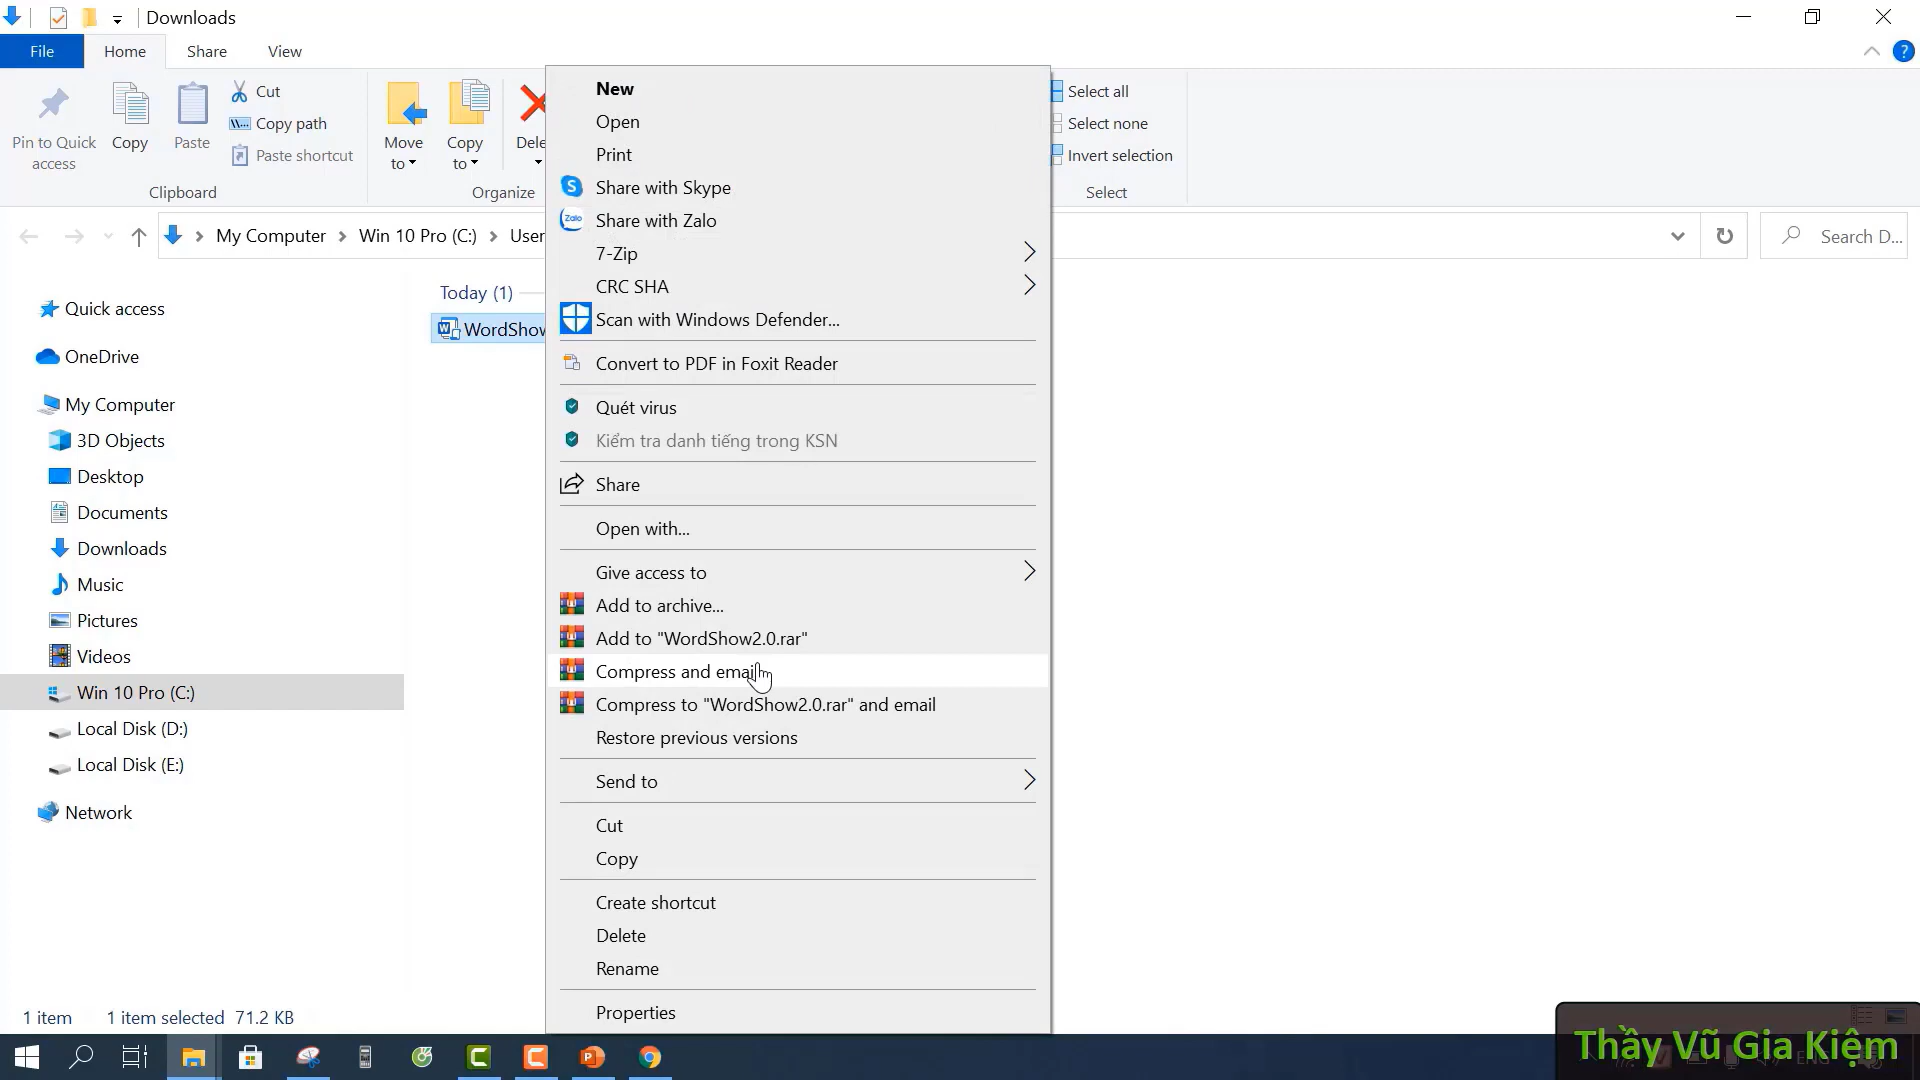 Downloads
File
Home
Share
View
Pin to Quick
access
Copy
Paste
Cut
Copy path
Paste shortcut
Clipboard
Move
to
Copy
to
Dele
Organize
Select all
Select none
Invert selection
Select
My Computer
Win 10 Pro (C:)
User
Search D...
Quick access
OneDrive
My Computer
3D Objects
Desktop
Documents
Downloads
Music
Pictures
Videos
Win 10 Pro (C:)
Local Disk (D:)
Local Disk (E:)
Network
Today (1)
WordShow
New
Open
Print
Share with Skype
Zalo
Share with Zalo
7-Zip
CRC SHA
Scan with Windows Defender...
Convert to PDF in Foxit Reader
Quét virus
Kiểm tra danh tiếng trong KSN
Share
Open with...
Give access to
Add to archive...
Add to "WordShow2.0.rar"
Compress and email
Compress to "WordShow2.0.rar" and email
Restore previous versions
Send to
Cut
Copy
Create shortcut
Delete
Rename
Properties
1 item
1 item selected 71.2 KB
Thầy Vũ Gia Kiệm